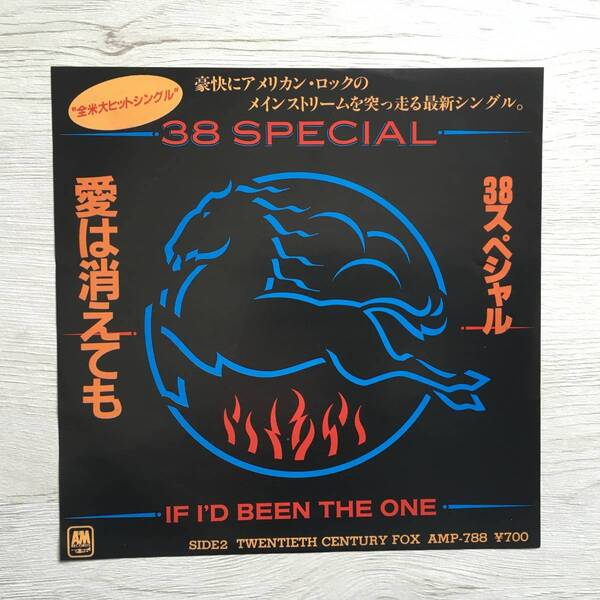 "全米大ヒットシングル"
豪快にアメリカン・ロックの
メインストリームを突っ走る最新シングル。
38 SPECIAL
愛は消えても
38スペシャル
IF I'D BEEN THE ONE
A&M
SIDE2 TWENTIETH CENTURY FOX AMP-788 ¥700